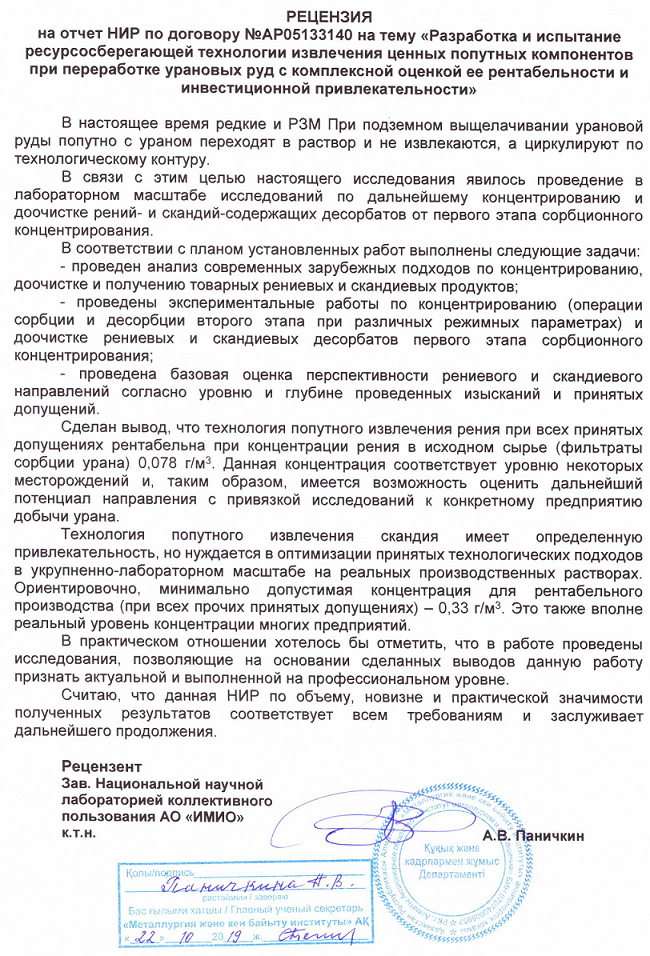 РЕЦЕНЗИЯ
на отчет НИР по договору №АР05133140 на тему «Разработка и испытание
ресурсосберегающей технологии извлечения ценных попутных компонентов
при переработке урановых руд с комплексной оценкой ее рентабельности и
инвестиционной привлекательности»
В настоящее время редкие и РЗМ При подземном выщелачивании урановой
руды попутно с ураном переходят в раствор и не извлекаются, а циркулируют по
технологическому контуру.
В связи с этим целью настоящего исследования явилось проведение в
лабораторном масштабе исследований по дальнейшему концентрированию и
доочистке рений- и скандий-содержащих десорбатов от первого этапа сорбционного
концентрирования.
В соответствии с планом установленных работ выполнены следующие задачи:
- проведен анализ современных зарубежных подходов по концентрированию,
доочистке и получению товарных рениевых и скандиевых продуктов;
- проведены экспериментальные работы по концентрированию (операции
сорбции и десорбции второго этапа при различных режимных параметрах) и
доочистке рениевых и скандиевых десорбатов первого этапа сорбционного
концентрирования;
- проведена базовая оценка перспективности рениевого и скандиевого
направлений согласно уровню и глубине проведенных изысканий и принятых
допущений.
Сделан вывод, что технология попутного извлечения рения при всех принятых
допущениях рентабельна при концентрации рения в исходном сырье (фильтраты
сорбции урана) 0,078 г/м³. Данная концентрация соответствует уровню некоторых
месторождений и, таким образом, имеется возможность оценить дальнейший
потенциал направления с привязкой исследований к конкретному предприятию
добычи урана.
Технология попутного извлечения скандия имеет определенную
привлекательность, но нуждается в оптимизации принятых технологических подходов
в укрупненно-лабораторном масштабе на реальных производственных растворах.
Ориентировочно, минимально допустимая концентрация для рентабельного
производства (при всех прочих принятых допущениях) – 0,33 г/м³. Это также вполне
реальный уровень концентрации многих предприятий.
В практическом отношении хотелось бы отметить, что в работе проведены
исследования, позволяющие на основании сделанных выводов данную работу
признать актуальной и выполненной на профессиональном уровне.
Считаю, что данная НИР по объему, новизне и практической значимости
полученных результатов соответствует всем требованиям и заслуживает
дальнейшего продолжения.
Рецензент
Зав. Национальной научной
лабораторией коллективного
пользования АО «ИМИО»
к.т.н. А.В. Паничкин
Құқық және
кадрлармен жұмыс
Департаменті
Қолы/подпись
Паничкина А.В.
растаймын / заверяю
Бас ғылыми хатшы / Главный ученый секретарь
«Металлургия және кен байыту институты» АҚ
« 22 » 10 2019 ж.